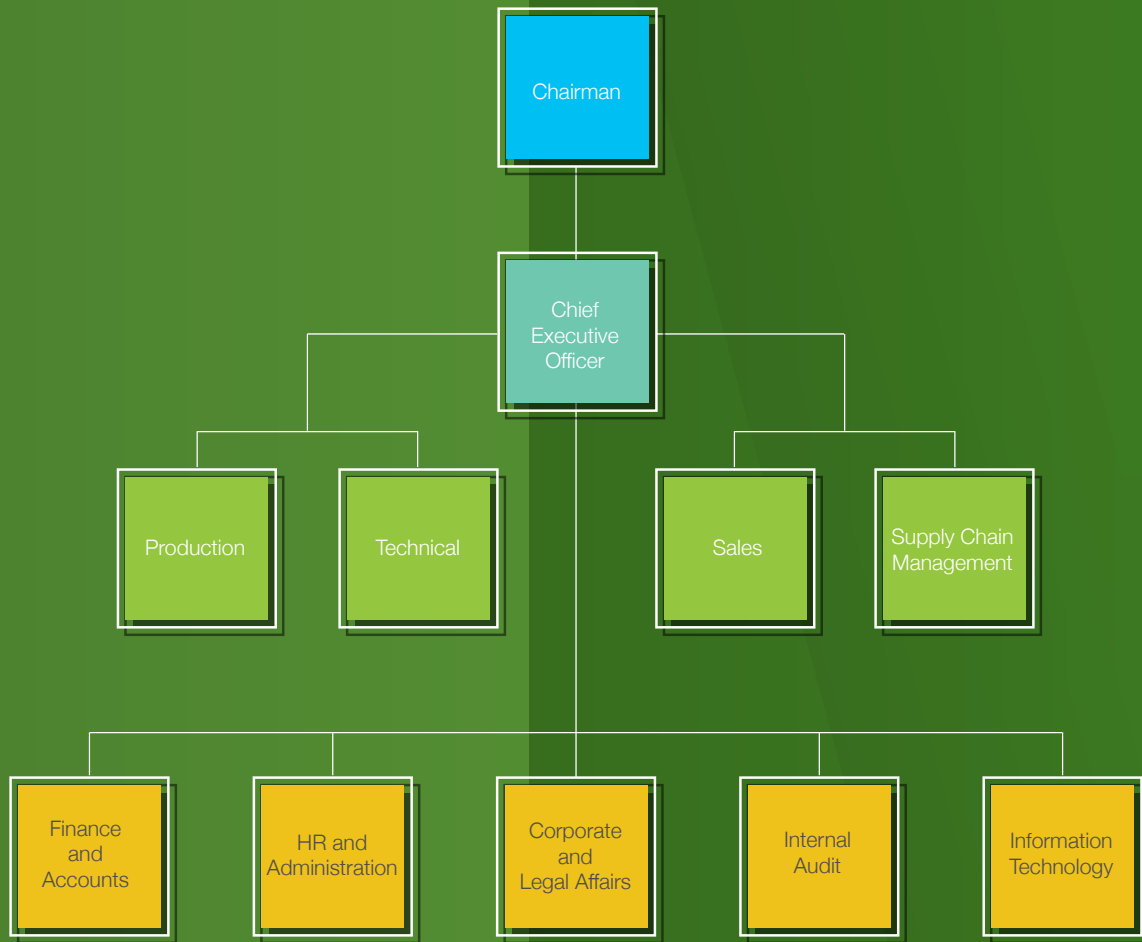 Chairman
Chief
Executive
Officer
Production
Technical
Sales
Supply Chain
Management
Finance
and
Accounts
HR and
Administration
Corporate
and
Legal Affairs
Internal
Audit
Information
Technology